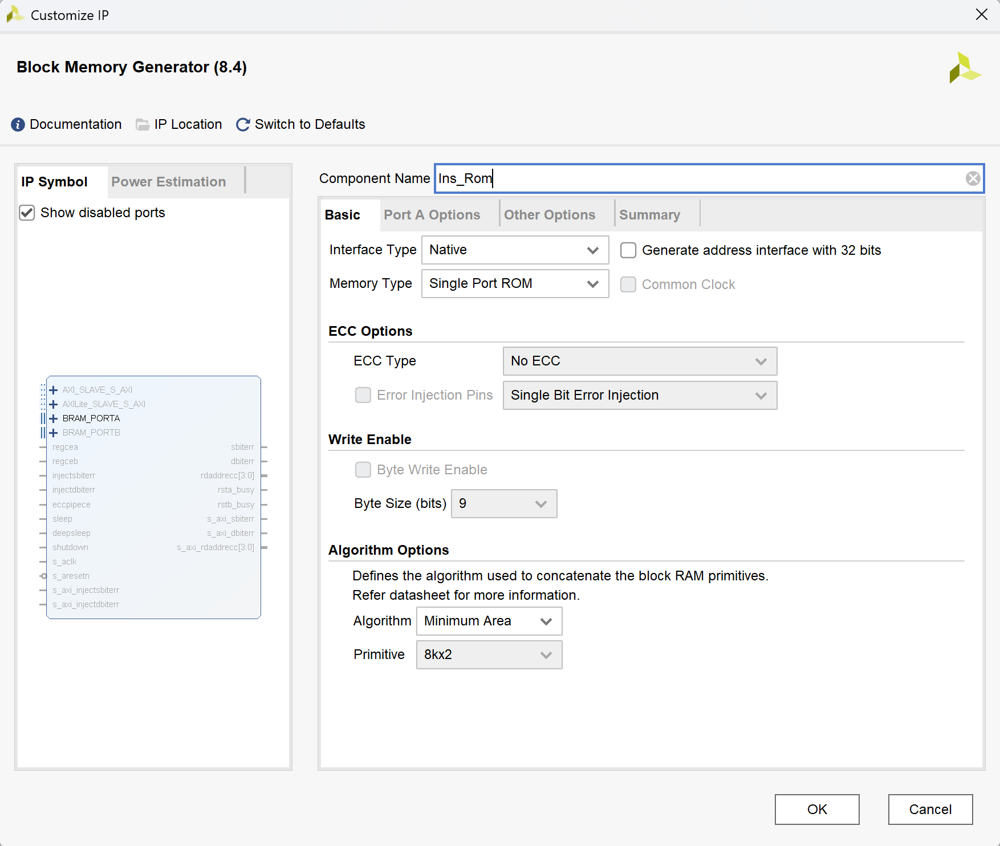 Customize IP
Block Memory Generator (8.4)
Documentation IP Location Switch to Defaults
IP Symbol Power Estimation
Show disabled ports
AXI_SLAVE_S_AXI
AXILite_SLAVE_S_AXI
BRAM_PORTA
BRAM_PORTB
regcea sbiterr
regceb dbiterr
injectsbiterr rdaddrecc[3:0]
injectdbiterr rsta_busy
eccpipece rstb_busy
sleep s_axi_sbiterr
deepsleep s_axi_dbiterr
shutdown s_axi_rdaddrecc[3:0]
s_aclk
s_aresetn
s_axi_injectsbiterr
s_axi_injectdbiterr
Component Name Ins_Rom
Basic Port A Options Other Options Summary
Interface Type Native Generate address interface with 32 bits
Memory Type Single Port ROM Common Clock
ECC Options
ECC Type No ECC
Error Injection Pins Single Bit Error Injection
Write Enable
Byte Write Enable
Byte Size (bits) 9
Algorithm Options
Defines the algorithm used to concatenate the block RAM primitives.
Refer datasheet for more information.
Algorithm Minimum Area
Primitive 8kx2
OK Cancel